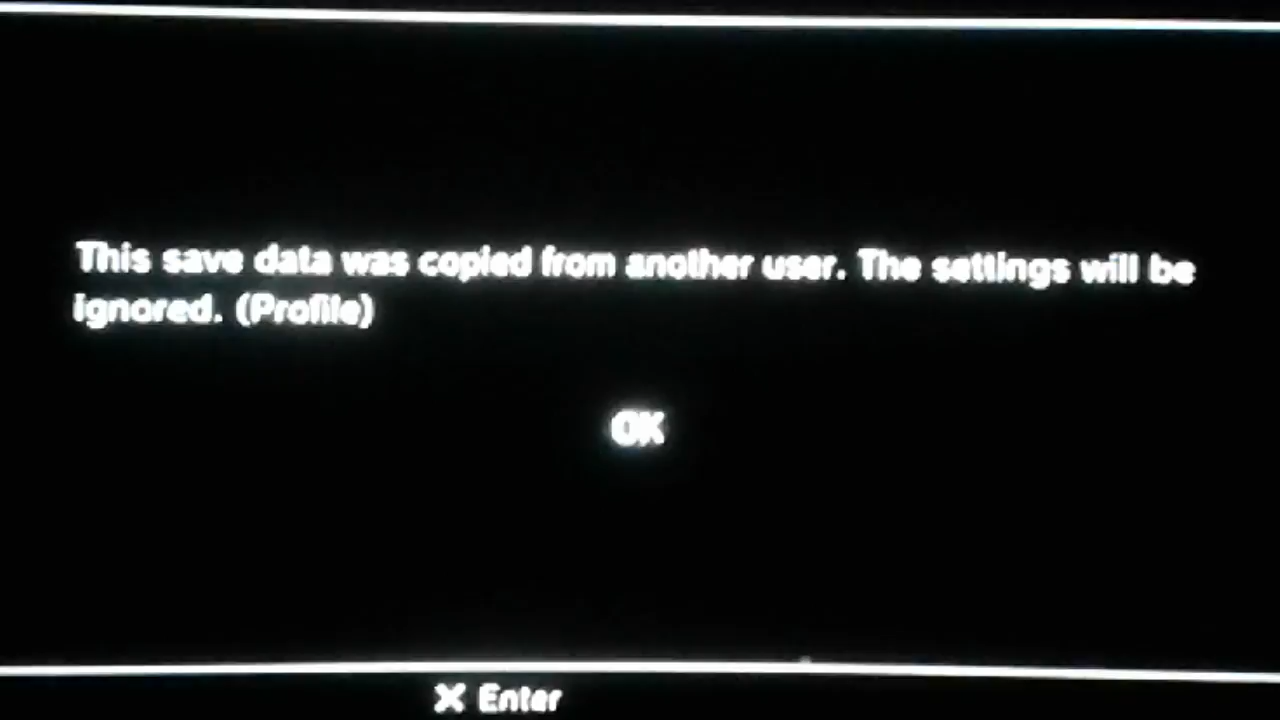 This save data was copied from another user. The settings will be
ignored. (Profile)
OK
X Enter